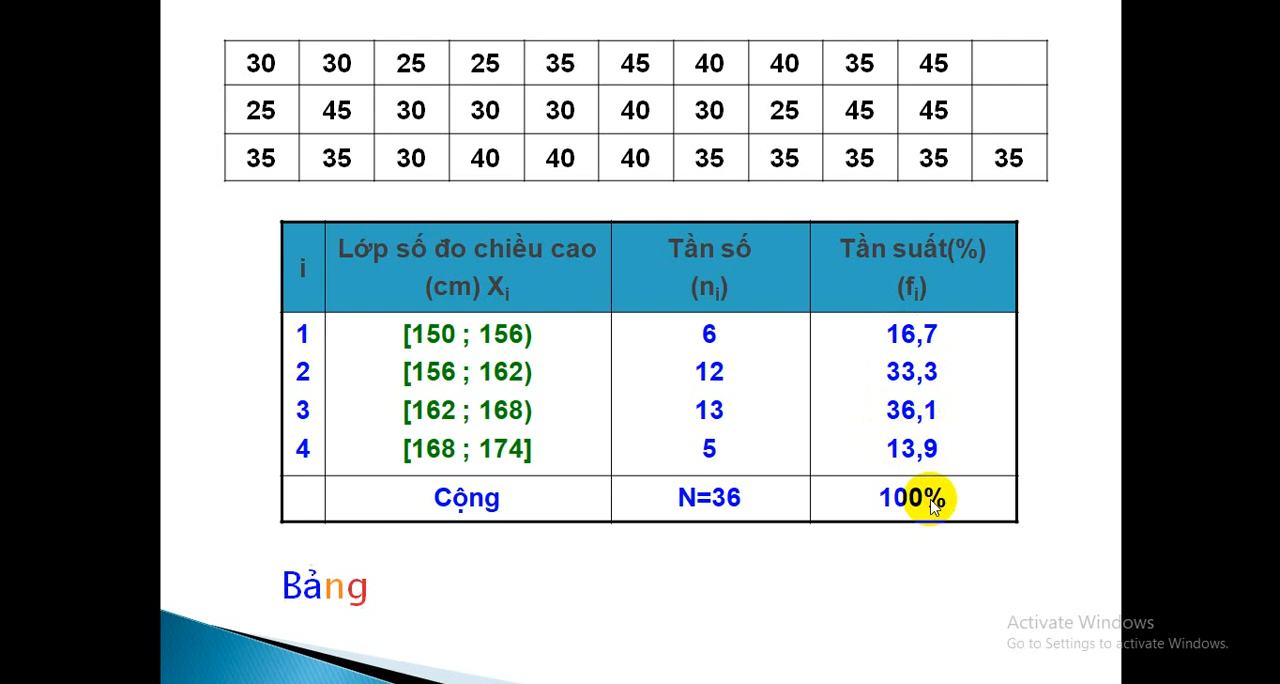 30 30 25 25 35 45 40 40 35 45
25 45 30 30 30 40 30 25 45 45
35 35 30 40 40 40 35 35 35 35 35
i Lớp số đo chiều cao (cm) Xi Tần số (ni) Tần suất(%) (fi)
1 [150 ; 156) 6 16,7
2 [156 ; 162) 12 33,3
3 [162 ; 168) 13 36,1
4 [168 ; 174] 5 13,9
Cộng N=36 100%
Bảng
Activate Windows
Go to Settings to activate Windows.